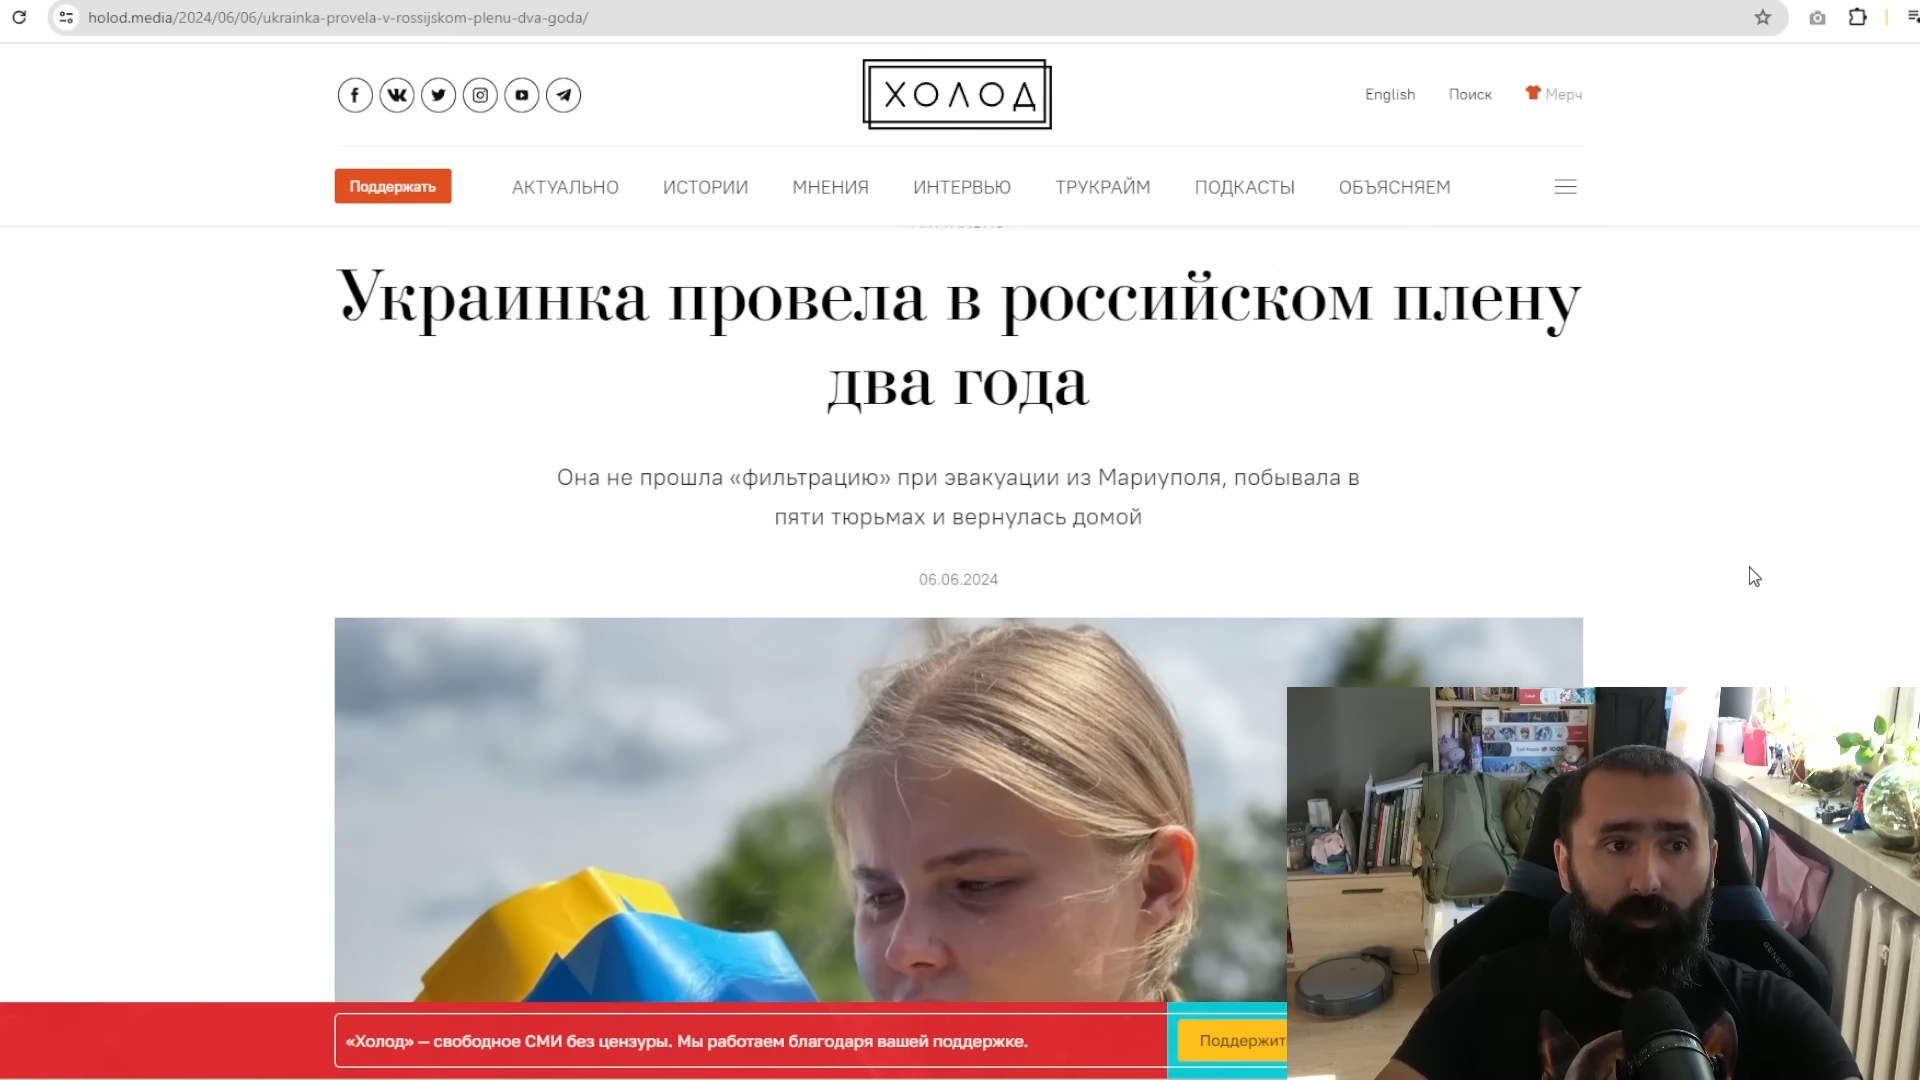 holod.media/2024/06/06/ukrainka-provela-v-rossijskom-plenu-dva-goda/
ХОЛОД
English Поиск Мерч
Поддержать АКТУАЛЬНО ИСТОРИИ МНЕНИЯ ИНТЕРВЬЮ ТРУКРАЙМ ПОДКАСТЫ ОБЪЯСНЯЕМ
Украинка провела в российском плену
два года
Она не прошла «фильтрацию» при эвакуации из Мариуполя, побывала в
пяти тюрьмах и вернулась домой
06.06.2024
«Холод» — свободное СМИ без цензуры. Мы работаем благодаря вашей поддержке.
Поддержит
GENESIS